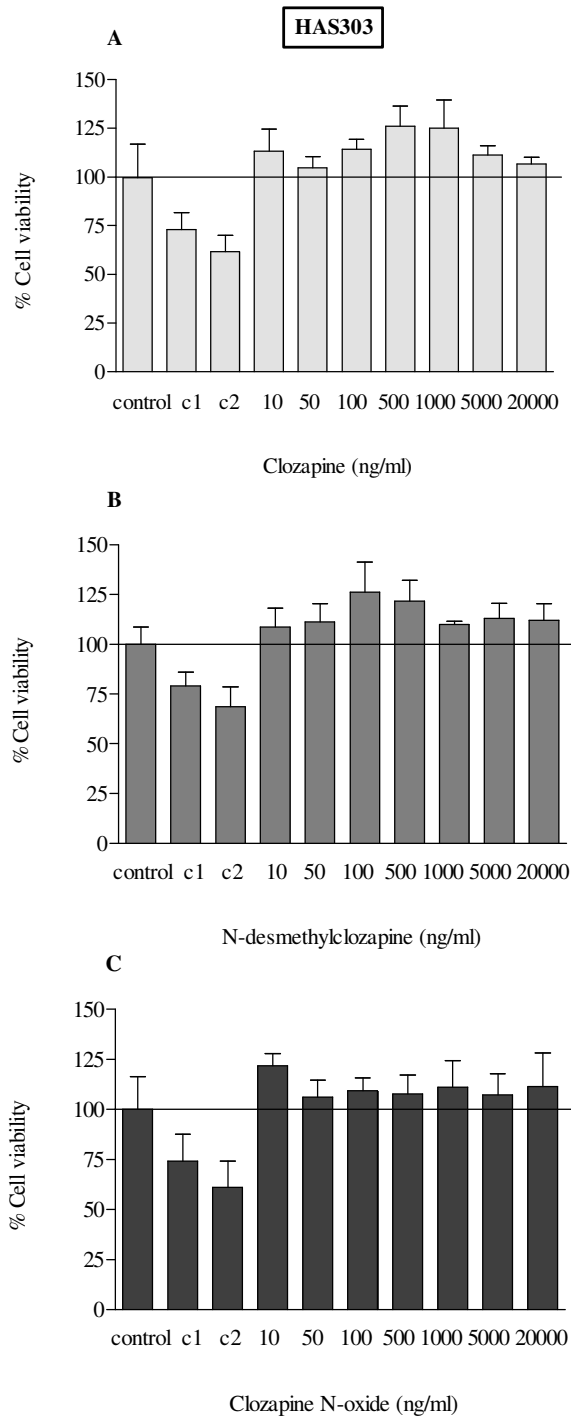 HAS303
A
150
125
100
75
50
25
0
% Cell viability
control c1 c2 10 50 100 500 1000 5000 20000
Clozapine (ng/ml)
B
150
125
100
75
50
25
0
% Cell viability
control c1 c2 10 50 100 500 1000 5000 20000
N-desmethylclozapine (ng/ml)
C
150
125
100
75
50
25
0
% Cell viability
control c1 c2 10 50 100 500 1000 5000 20000
Clozapine N-oxide (ng/ml)